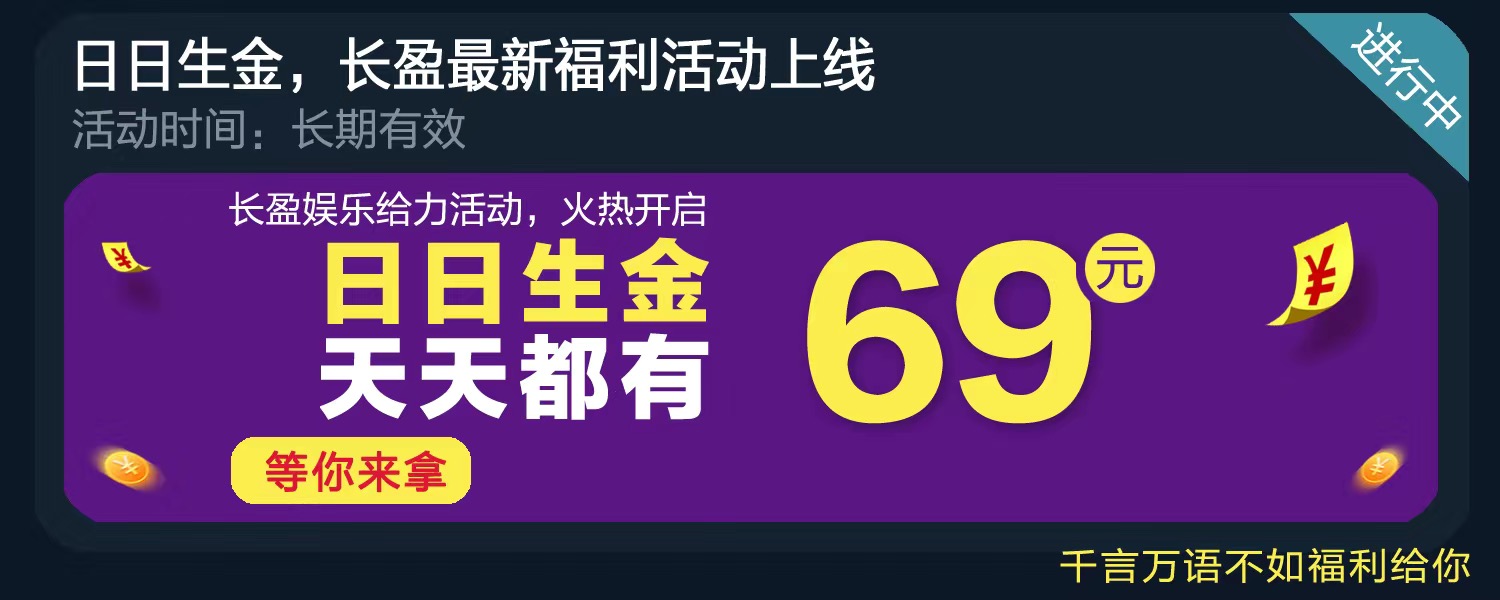 日日生金，长盈最新福利活动上线
进行中
活动时间：长期有效
长盈娱乐给力活动，火热开启
日日生金
天天都有
69元
等你来拿
千言万语不如福利给你
¥
¥
¥
¥